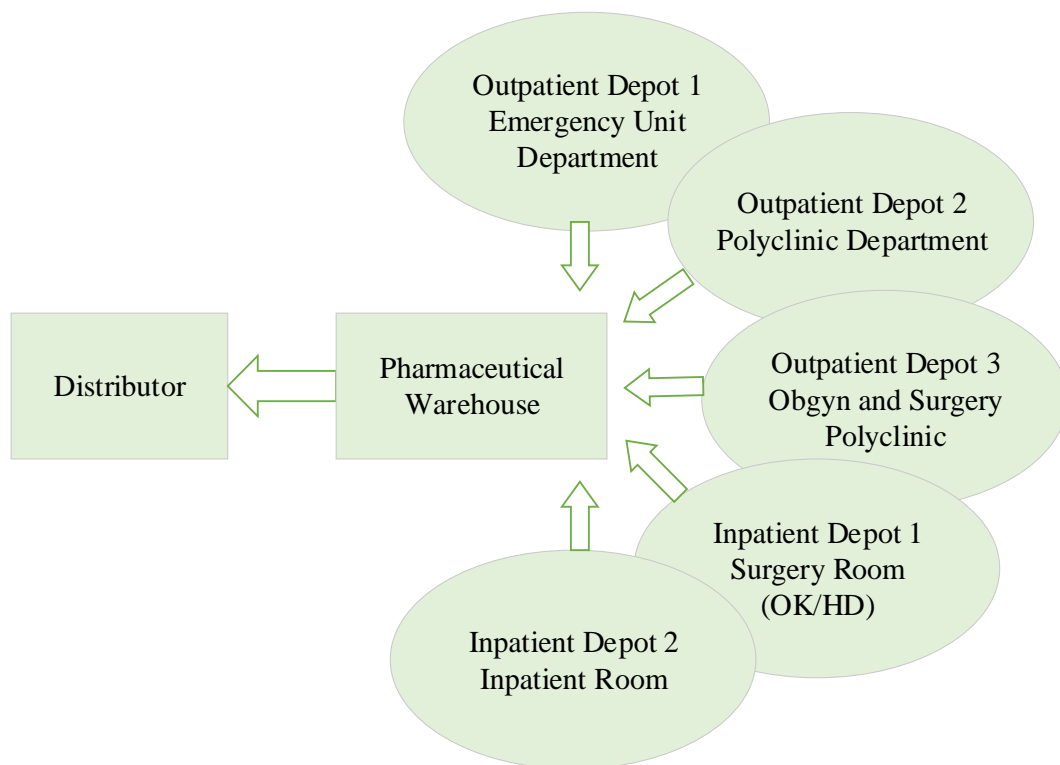 Outpatient Depot 1
Emergency Unit
Department
Outpatient Depot 2
Polyclinic Department
Distributor
Pharmaceutical
Warehouse
Outpatient Depot 3
Obgyn and Surgery
Polyclinic
Inpatient Depot 1
Surgery Room
(OK/HD)
Inpatient Depot 2
Inpatient Room